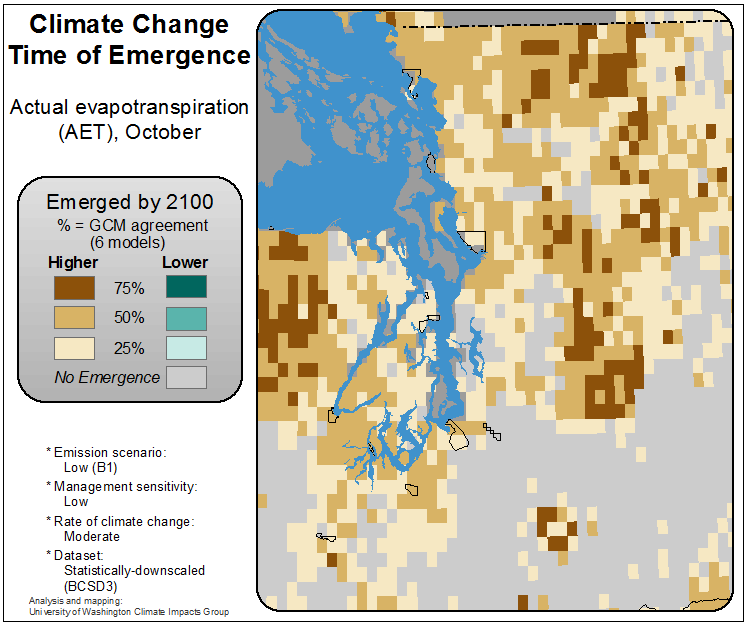 Climate Change
Time of Emergence
Actual evapotranspiration
(AET), October
Emerged by 2100
% = GCM agreement
(6 models)
Higher Lower
75%
50%
25%
No Emergence
* Emission scenario:
Low (B1)
* Management sensitivity:
Low
* Rate of climate change:
Moderate
* Dataset:
Statistically-downscaled
(BCSD3)
Analysis and mapping:
University of Washington Climate Impacts Group